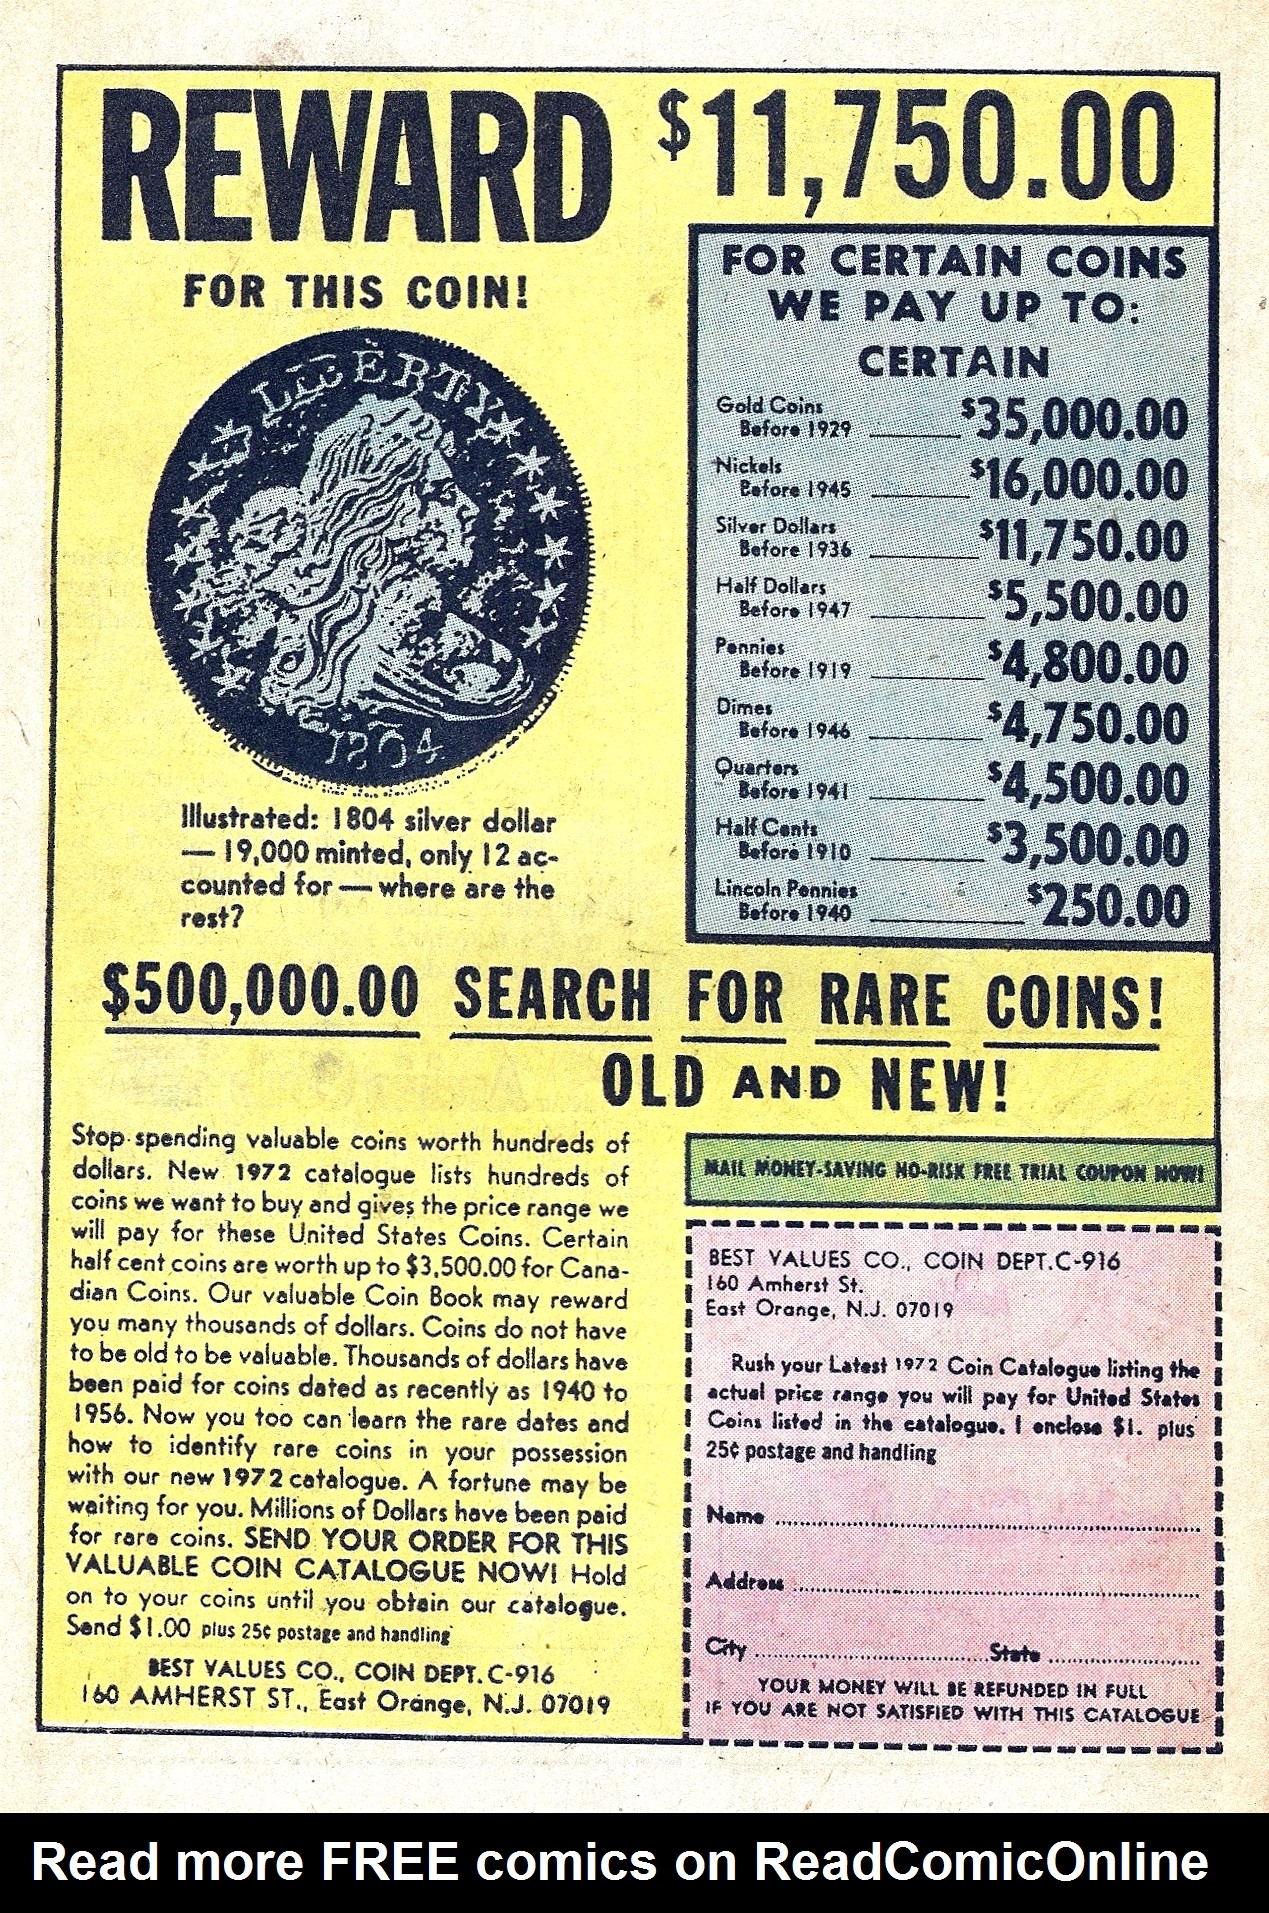 REWARD $11,750.00
FOR THIS COIN!
LIBERTY
1804
Illustrated: 1804 silver dollar
— 19,000 minted, only 12 ac-
counted for — where are the
rest?
FOR CERTAIN COINS
WE PAY UP TO:
CERTAIN
Gold Coins
Before 1929 $35,000.00
Nickels
Before 1945 $16,000.00
Silver Dollars
Before 1936 $11,750.00
Half Dollars
Before 1947 $5,500.00
Pennies
Before 1919 $4,800.00
Dimes
Before 1946 $4,750.00
Quarters
Before 1941 $4,500.00
Half Cents
Before 1910 $3,500.00
Lincoln Pennies
Before 1940 $250.00
$500,000.00 SEARCH FOR RARE COINS!
OLD AND NEW!
Stop spending valuable coins worth hundreds of
dollars. New 1972 catalogue lists hundreds of
coins we want to buy and gives the price range we
will pay for these United States Coins. Certain
half cent coins are worth up to $3,500.00 for Cana-
dian Coins. Our valuable Coin Book may reward
you many thousands of dollars. Coins do not have
to be old to be valuable. Thousands of dollars have
been paid for coins dated as recently as 1940 to
1956. Now you too can learn the rare dates and
how to identify rare coins in your possession
with our new 1972 catalogue. A fortune may be
waiting for you. Millions of Dollars have been paid
for rare coins. SEND YOUR ORDER FOR THIS
VALUABLE COIN CATALOGUE NOW! Hold
on to your coins until you obtain our catalogue.
Send $1.00 plus 25¢ postage and handling
BEST VALUES CO., COIN DEPT. C-916
160 AMHERST ST., East Orange, N.J. 07019
MAIL MONEY-SAVING NO-RISK FREE TRIAL COUPON NOW!
BEST VALUES CO., COIN DEPT.C-916
160 Amherst St.
East Orange, N.J. 07019
Rush your Latest 1972 Coin Catalogue listing the
actual price range you will pay for United States
Coins listed in the catalogue. I enclose $1. plus
25¢ postage and handling
Name
Address
City State
YOUR MONEY WILL BE REFUNDED IN FULL
IF YOU ARE NOT SATISFIED WITH THIS CATALOGUE
Read more FREE comics on ReadComicOnline